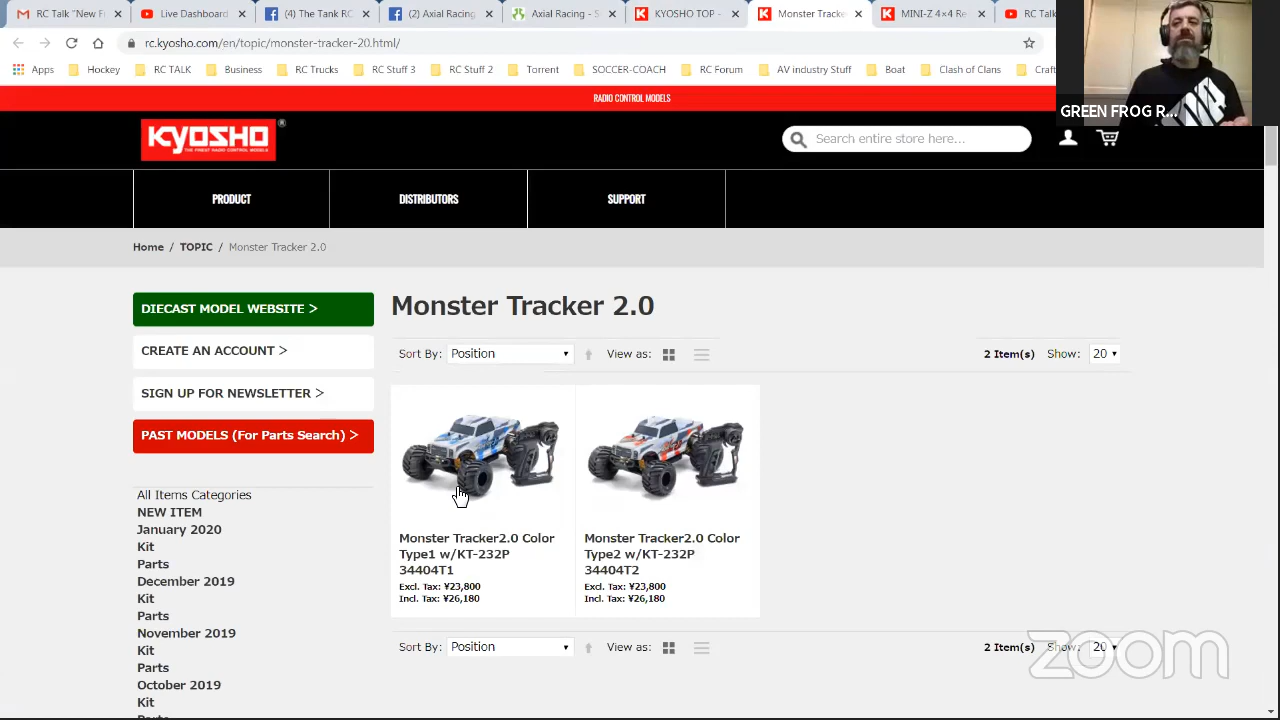 RC Talk "New F
Live Dashboard
(4) The Tank RC
(2) Axial Racing
Axial Racing - S
KYOSHO TOP -
Monster Tracke
MINI-Z 4×4 Re
RC Talk
rc.kyosho.com/en/topic/monster-tracker-20.html/
Apps
Hockey
RC TALK
Business
RC Trucks
RC Stuff 3
RC Stuff 2
Torrent
SOCCER-COACH
RC Forum
AV industry Stuff
Boat
Clash of Clans
Craft
GREEN FROG R...
RADIO CONTROL MODELS
KYOSHO ®
THE FINEST RADIO CONTROL MODELS
Search entire store here...
PRODUCT
DISTRIBUTORS
SUPPORT
Home / TOPIC / Monster Tracker 2.0
DIECAST MODEL WEBSITE >
CREATE AN ACCOUNT >
SIGN UP FOR NEWSLETTER >
PAST MODELS (For Parts Search) >
All Items Categories
NEW ITEM
January 2020
Kit
Parts
December 2019
Kit
Parts
November 2019
Kit
Parts
October 2019
Kit
Parts
Monster Tracker 2.0
Sort By: Position
View as:
2 Item(s) Show: 20
Monster Tracker2.0 Color
Type1 w/KT-232P
34404T1
Excl. Tax: ¥23,800
Incl. Tax: ¥26,180
Monster Tracker2.0 Color
Type2 w/KT-232P
34404T2
Excl. Tax: ¥23,800
Incl. Tax: ¥26,180
Sort By: Position
View as:
2 Item(s) Show: 20
zoom